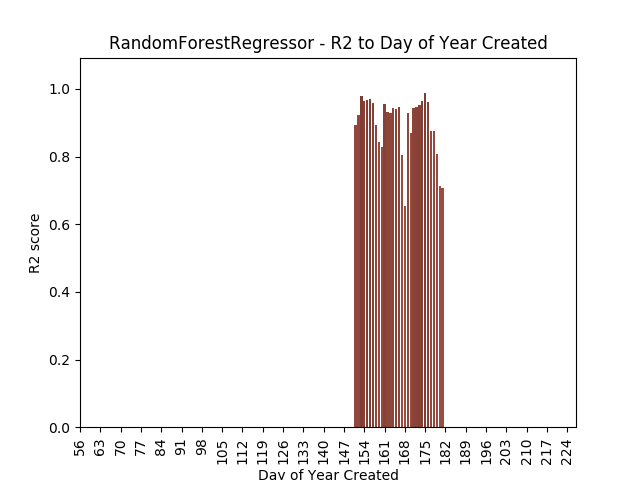 RandomForestRegressor - R2 to Day of Year Created
R2 score
1.0
0.8
0.6
0.4
0.2
0.0
56 63 70 77 84 91 98 105 112 119 126 133 140 147 154 161 168 175 182 189 196 203 210 217 224
Day of Year Created